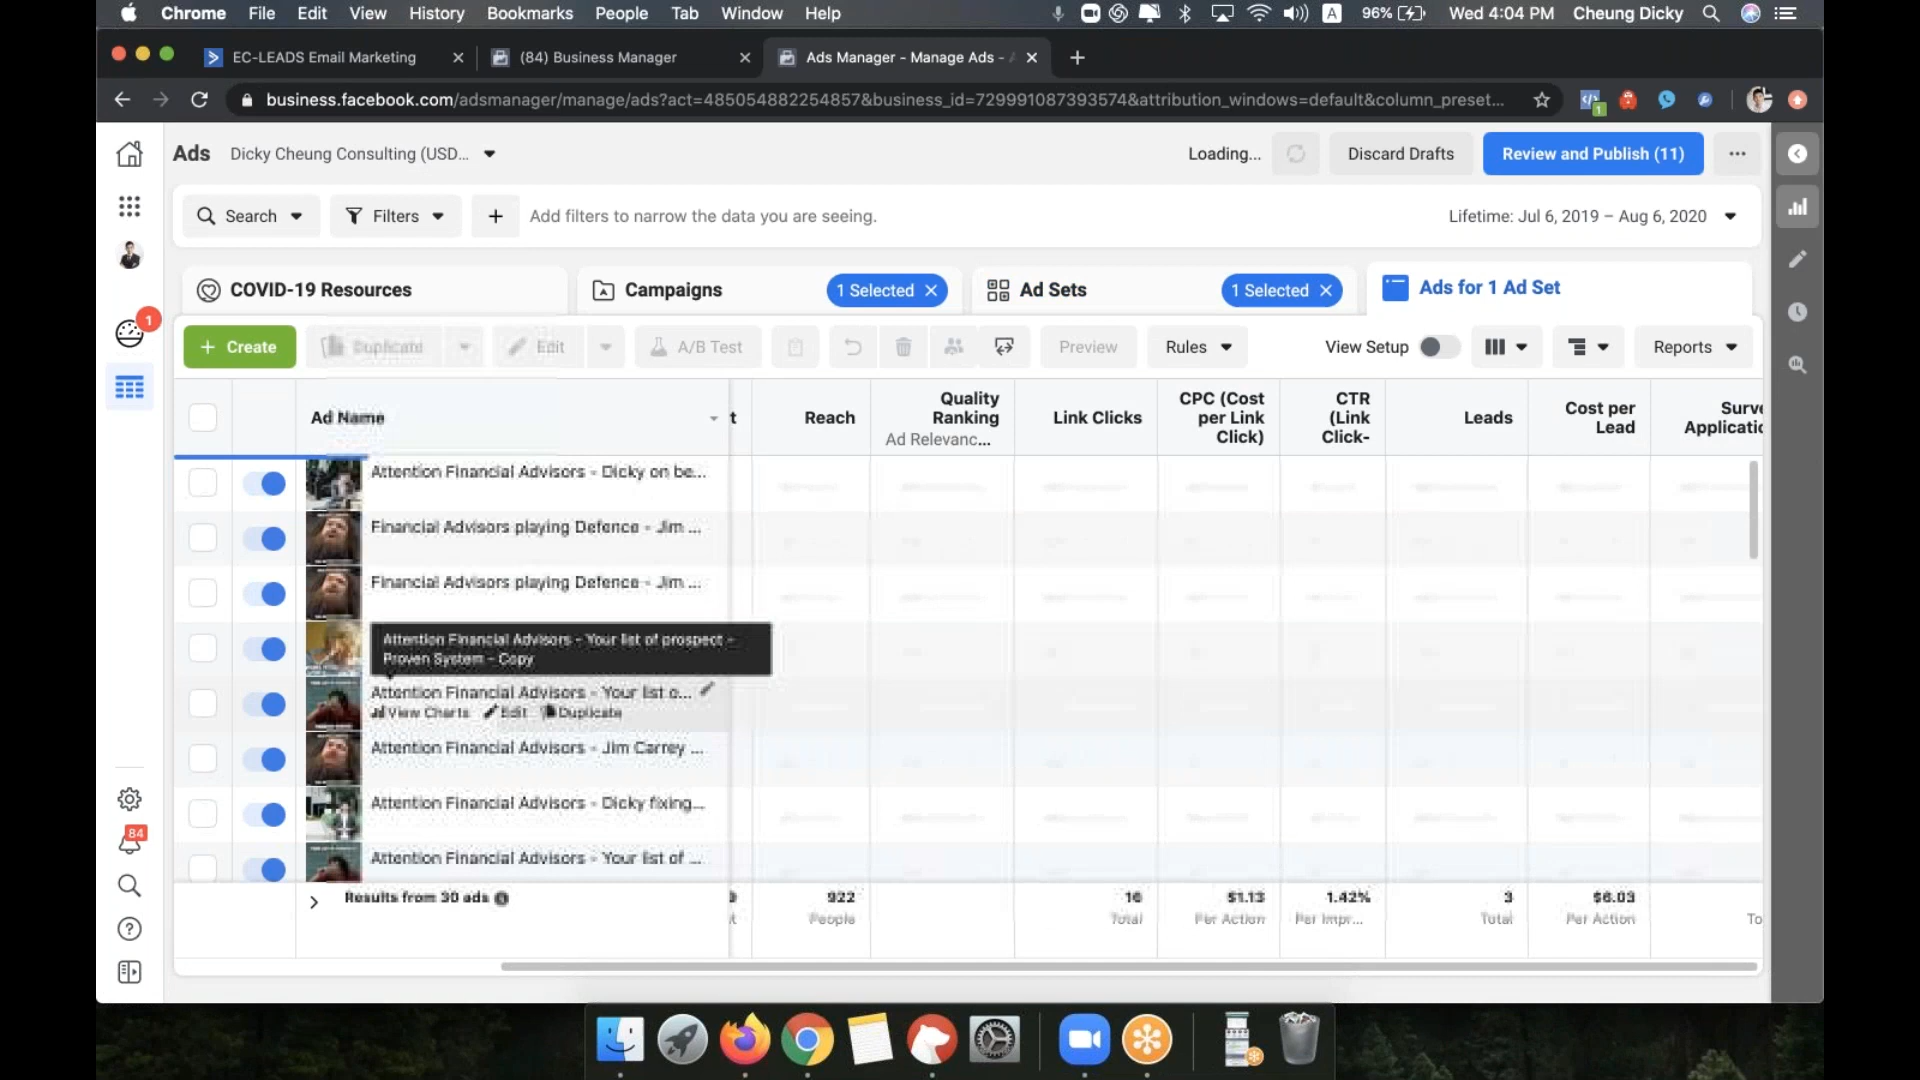 Chrome File Edit View History Bookmarks People Tab Window Help
A 96% Wed 4:04 PM Cheung Dicky
EC-LEADS Email Marketing
(84) Business Manager
Ads Manager - Manage Ads -
business.facebook.com/adsmanager/manage/ads?act=485054882254857&business_id=729991087393574&attribution_windows=default&column_preset...
1
Ads Dicky Cheung Consulting (USD...
Loading... Discard Drafts Review and Publish (11)
Search Filters + Add filters to narrow the data you are seeing.
Lifetime: Jul 6, 2019 – Aug 6, 2020
COVID-19 Resources
Campaigns 1 Selected
Ad Sets 1 Selected
Ads for 1 Ad Set
1
+ Create Duplicate Edit A/B Test Preview Rules View Setup Reports
Ad Name
t
Reach
Quality Ranking
Ad Relevanc...
Link Clicks
CPC (Cost per Link Click)
CTR (Link Click-
Leads
Cost per Lead
Surve
Applicatio
Attention Financial Advisors - Dicky on be...
Financial Advisors playing Defence - Jim ...
Financial Advisors playing Defence - Jim ...
Attention Financial Advisors - Your list of prospect -
Proven System - Copy
Attention Financial Advisors - Your list o...
View Charts Edit Duplicate
Attention Financial Advisors - Jim Carrey ...
Attention Financial Advisors - Dicky fixing...
Attention Financial Advisors - Your list of ...
84
Results from 30 ads
922
People
16
Total
$1.13
Per Action
1.42%
Per Impr...
3
Total
$6.03
Per Action
To